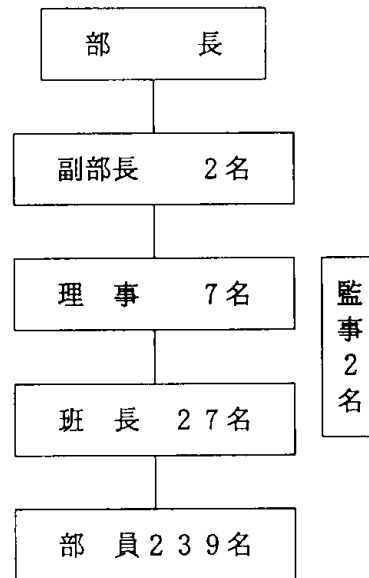 部　　　長
副部長　　２名
理　事　　７名
班　長　２７名
部　員２３９名
監事２名